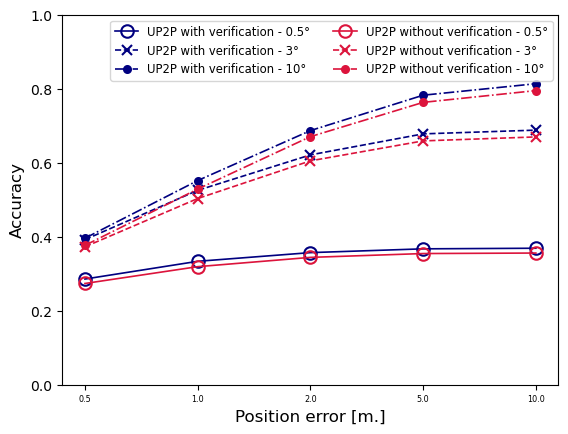 UP2P with verification - 0.5°
UP2P with verification - 3°
UP2P with verification - 10°
UP2P without verification - 0.5°
UP2P without verification - 3°
UP2P without verification - 10°
Accuracy
1.0
0.8
0.6
0.4
0.2
0.0
0.5 1.0 2.0 5.0 10.0
Position error [m.]